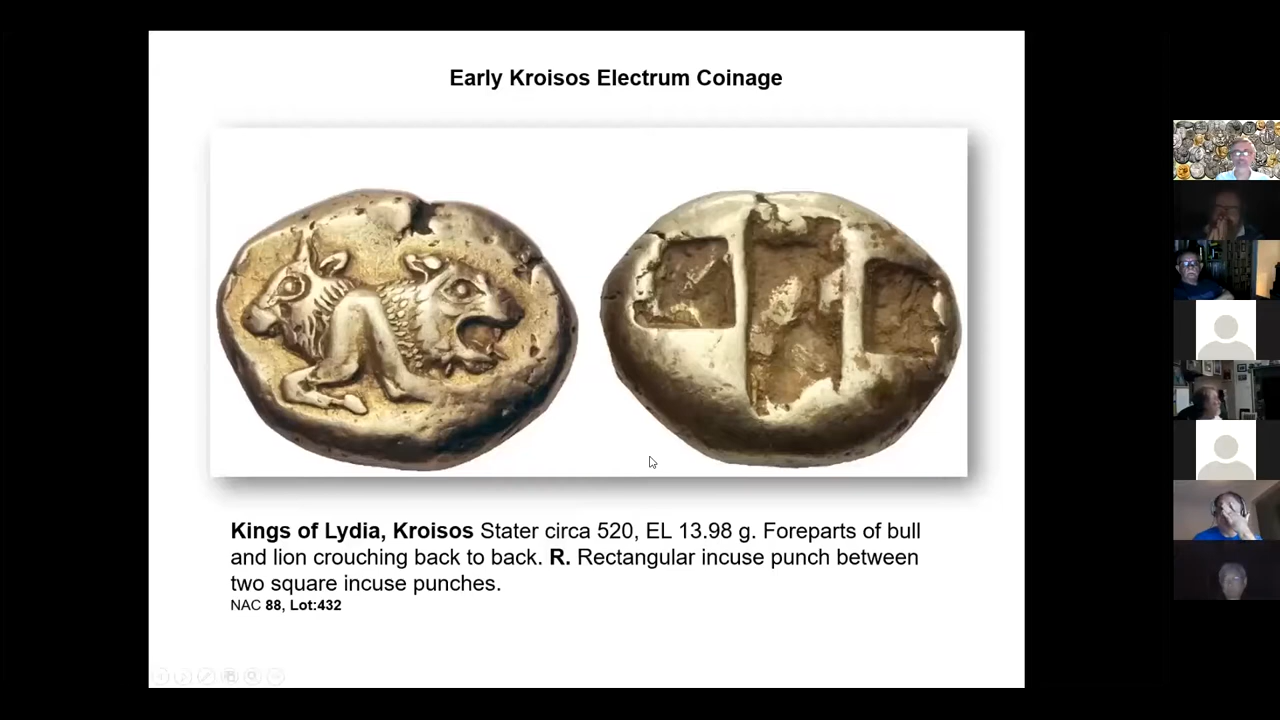 Early Kroisos Electrum Coinage
Kings of Lydia, Kroisos Stater circa 520, EL 13.98 g. Foreparts of bull
and lion crouching back to back. R. Rectangular incuse punch between
two square incuse punches.
NAC 88, Lot:432